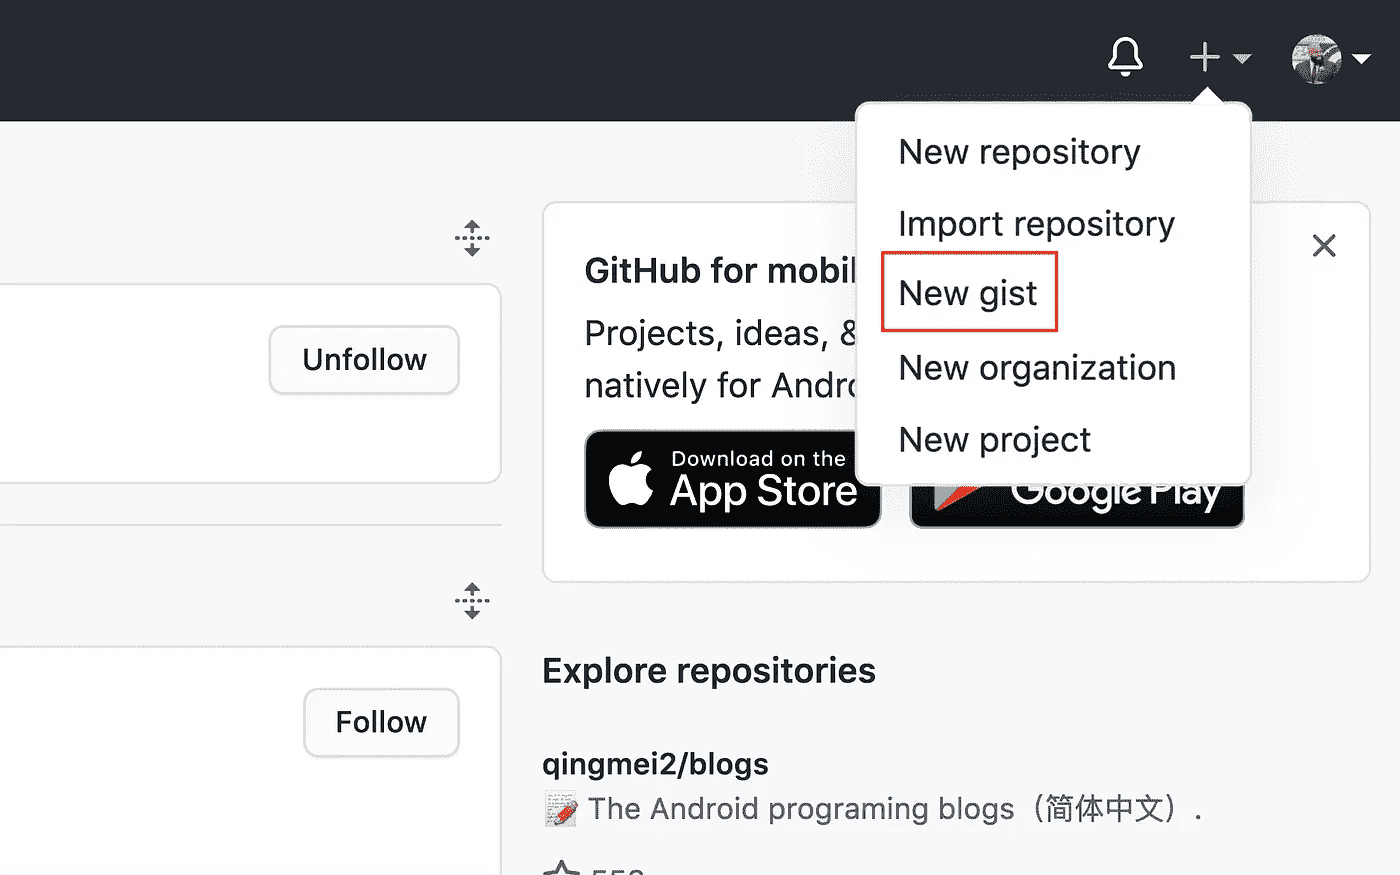 New repository
Import repository
New gist
New organization
New project
GitHub for mobil
Projects, ideas, &
natively for Andro
Download on the
App Store
Google Play
Unfollow
Follow
Explore repositories
qingmei2/blogs
The Android programing blogs（简体中文）.